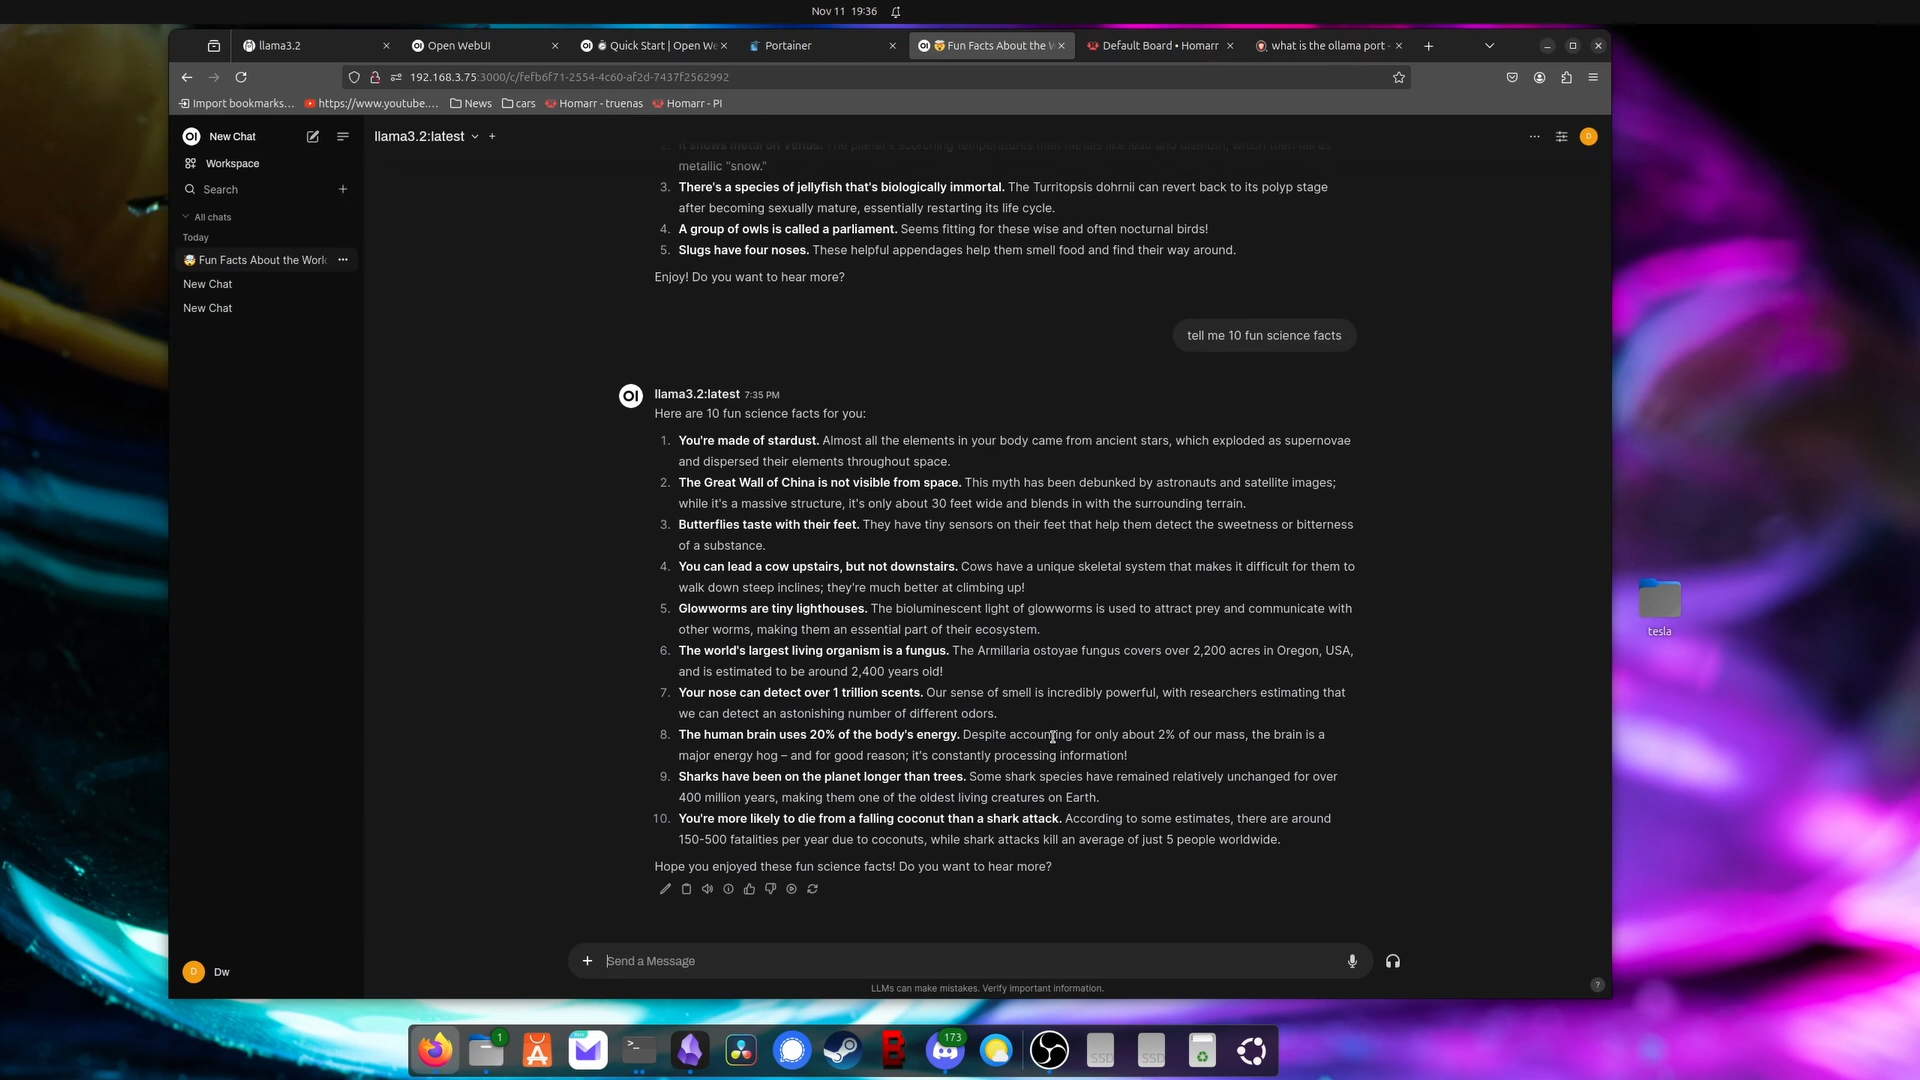 Nov 11 19:36
llama3.2
Open WebUI
Quick Start | Open We
Portainer
Fun Facts About the W
Default Board • Homarr
what is the ollama port -
192.168.3.75:3000/c/fefb6f71-2554-4c60-af2d-7437f2562992
Import bookmarks...
https://www.youtube....
News
cars
Homarr - truenas
Homarr - PI
New Chat
Workspace
Search
All chats
Today
Fun Facts About the Worl
New Chat
New Chat
llama3.2:latest
D
2. It snows metal on Venus. The planet's scorching temperatures melt metals like lead and bismuth, which then fall as
metallic "snow."
3. There's a species of jellyfish that's biologically immortal. The Turritopsis dohrnii can revert back to its polyp stage
after becoming sexually mature, essentially restarting its life cycle.
4. A group of owls is called a parliament. Seems fitting for these wise and often nocturnal birds!
5. Slugs have four noses. These helpful appendages help them smell food and find their way around.
Enjoy! Do you want to hear more?
tell me 10 fun science facts
OI
llama3.2:latest 7:35 PM
Here are 10 fun science facts for you:
1. You're made of stardust. Almost all the elements in your body came from ancient stars, which exploded as supernovae
and dispersed their elements throughout space.
2. The Great Wall of China is not visible from space. This myth has been debunked by astronauts and satellite images;
while it's a massive structure, it's only about 30 feet wide and blends in with the surrounding terrain.
3. Butterflies taste with their feet. They have tiny sensors on their feet that help them detect the sweetness or bitterness
of a substance.
4. You can lead a cow upstairs, but not downstairs. Cows have a unique skeletal system that makes it difficult for them to
walk down steep inclines; they're much better at climbing up!
5. Glowworms are tiny lighthouses. The bioluminescent light of glowworms is used to attract prey and communicate with
other worms, making them an essential part of their ecosystem.
6. The world's largest living organism is a fungus. The Armillaria ostoyae fungus covers over 2,200 acres in Oregon, USA,
and is estimated to be around 2,400 years old!
7. Your nose can detect over 1 trillion scents. Our sense of smell is incredibly powerful, with researchers estimating that
we can detect an astonishing number of different odors.
8. The human brain uses 20% of the body's energy. Despite accounting for only about 2% of our mass, the brain is a
major energy hog – and for good reason; it's constantly processing information!
9. Sharks have been on the planet longer than trees. Some shark species have remained relatively unchanged for over
400 million years, making them one of the oldest living creatures on Earth.
10. You're more likely to die from a falling coconut than a shark attack. According to some estimates, there are around
150-500 fatalities per year due to coconuts, while shark attacks kill an average of just 5 people worldwide.
Hope you enjoyed these fun science facts! Do you want to hear more?
Send a Message
LLMs can make mistakes. Verify important information.
?
D
Dw
tesla
1
173
SSD
SSD